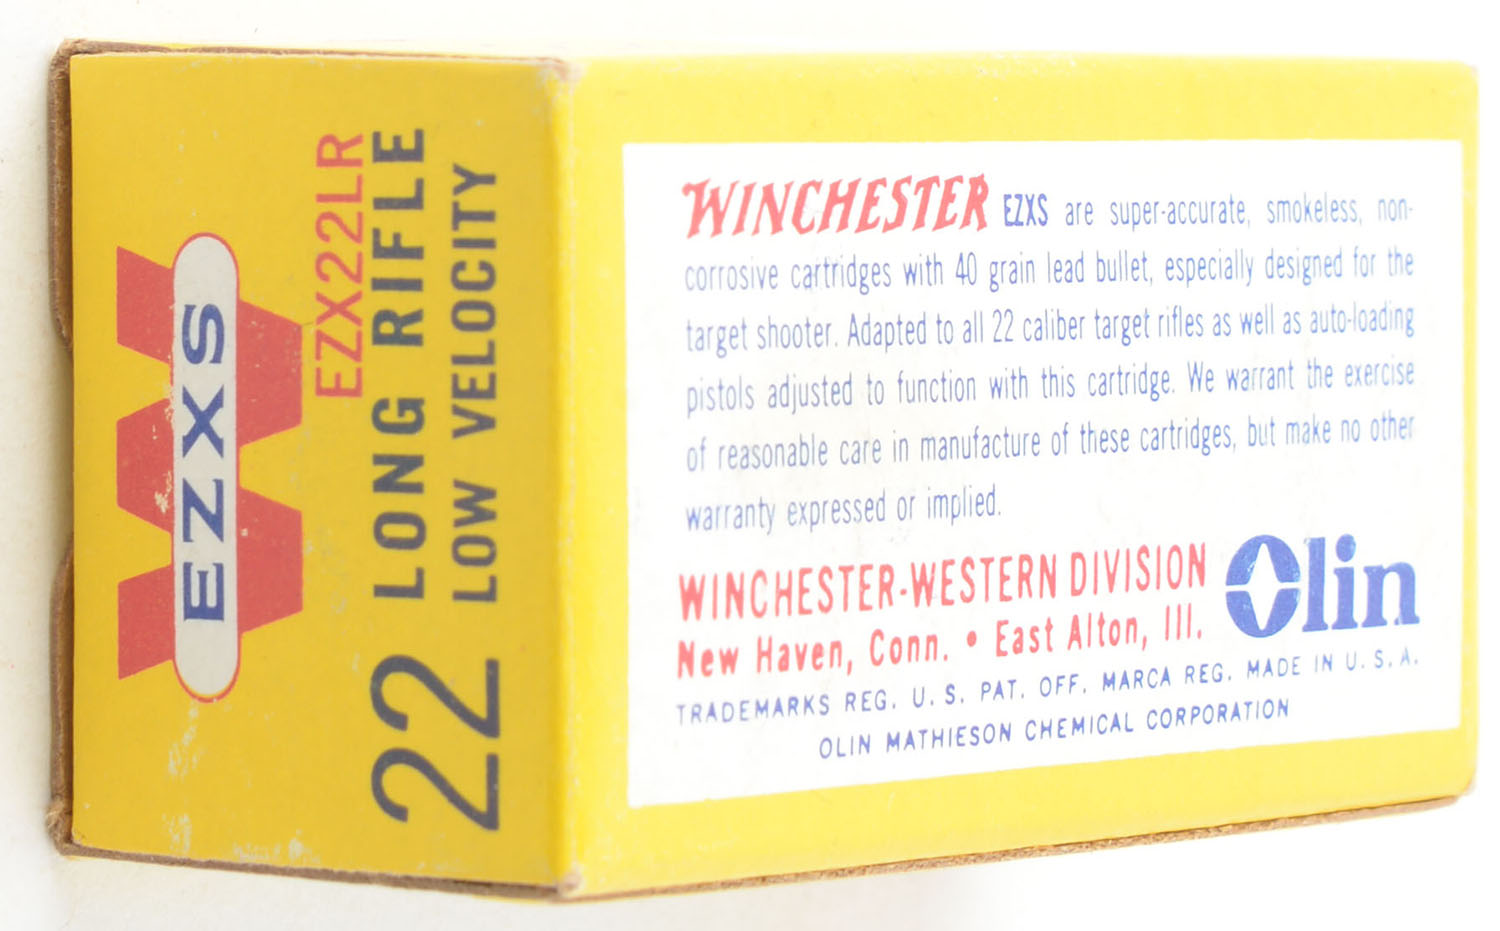 EZXS
EZX22LR
22 LONG RIFLE
LOW VELOCITY
WINCHESTER EZXS are super-accurate, smokeless, non-
corrosive cartridges with 40 grain lead bullet, especially designed for the
target shooter. Adapted to all 22 caliber target rifles as well as auto-loading
pistols adjusted to function with this cartridge. We warrant the exercise
of reasonable care in manufacture of these cartridges, but make no other
warranty expressed or implied.
WINCHESTER-WESTERN DIVISION
New Haven, Conn. • East Alton, Ill.
Olin
TRADEMARKS REG. U. S. PAT. OFF. MARCA REG. MADE IN U. S. A.
OLIN MATHIESON CHEMICAL CORPORATION